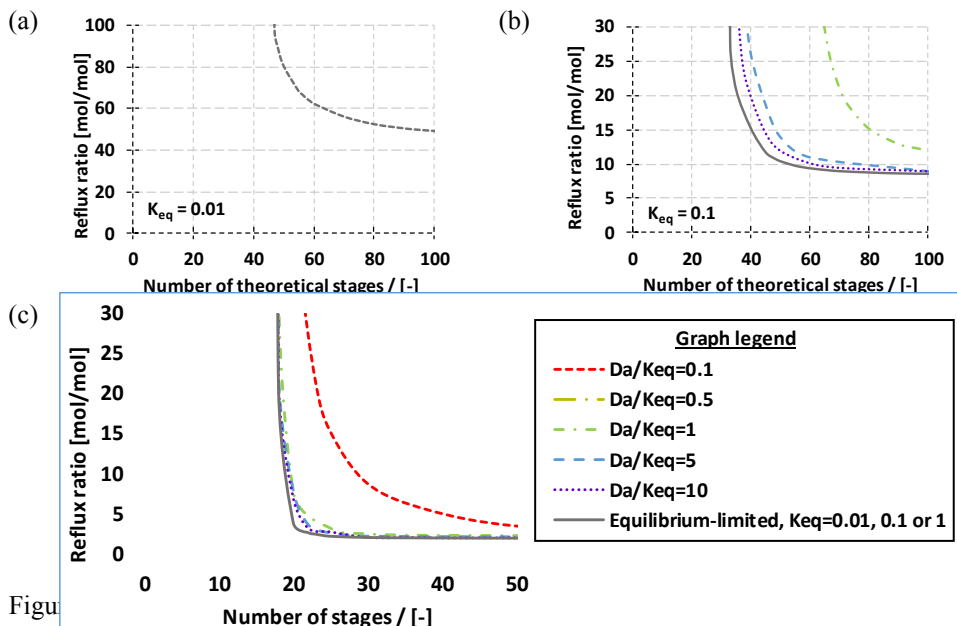 (a)
Reflux ratio [mol/mol]
100
80
60
40
20
0
K_eq = 0.01
0 20 40 60 80 100
Number of theoretical stages / [-]
(b)
Reflux ratio [mol/mol]
30
25
20
15
10
5
0
K_eq = 0.1
0 20 40 60 80 100
Number of theoretical stages / [-]
(c)
Reflux ratio [mol/mol]
30
25
20
15
10
5
0
0 10 20 30 40 50
Number of stages / [-]
Graph legend
Da/Keq=0.1
Da/Keq=0.5
Da/Keq=1
Da/Keq=5
Da/Keq=10
Equilibrium-limited, Keq=0.01, 0.1 or 1